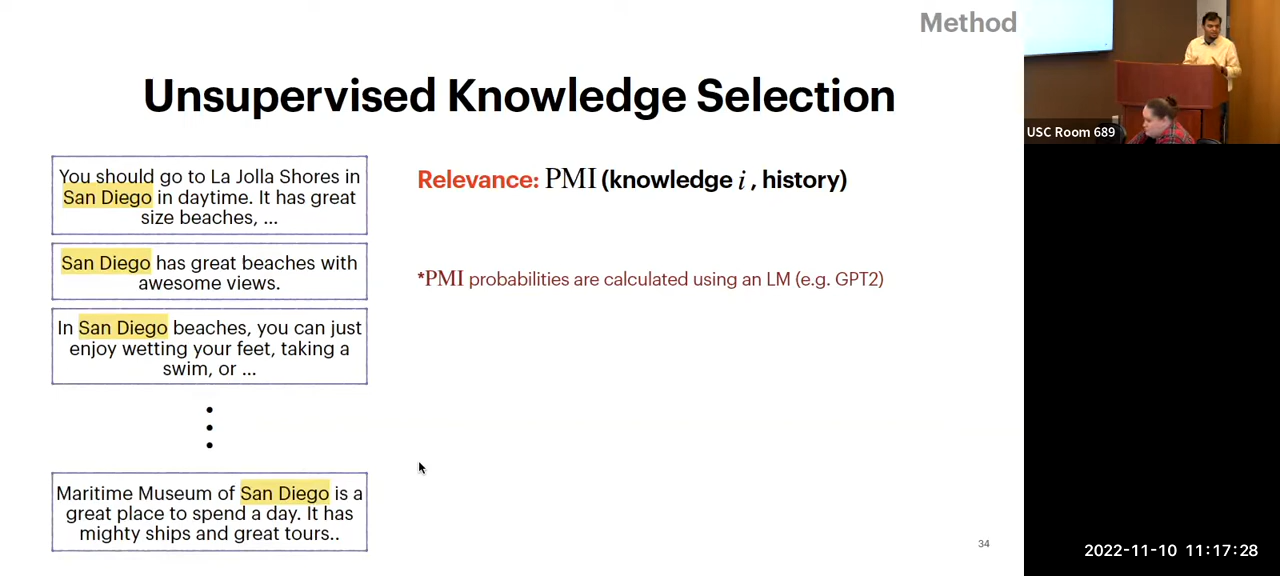 Method
Unsupervised Knowledge Selection
You should go to La Jolla Shores in
San Diego in daytime. It has great
size beaches, ...
San Diego has great beaches with
awesome views.
In San Diego beaches, you can just
enjoy wetting your feet, taking a
swim, or ...
Maritime Museum of San Diego is a
great place to spend a day. It has
mighty ships and great tours..
Relevance: PMI (knowledge i , history)
*PMI probabilities are calculated using an LM (e.g. GPT2)
34
USC Room 689
2022-11-10 11:17:28